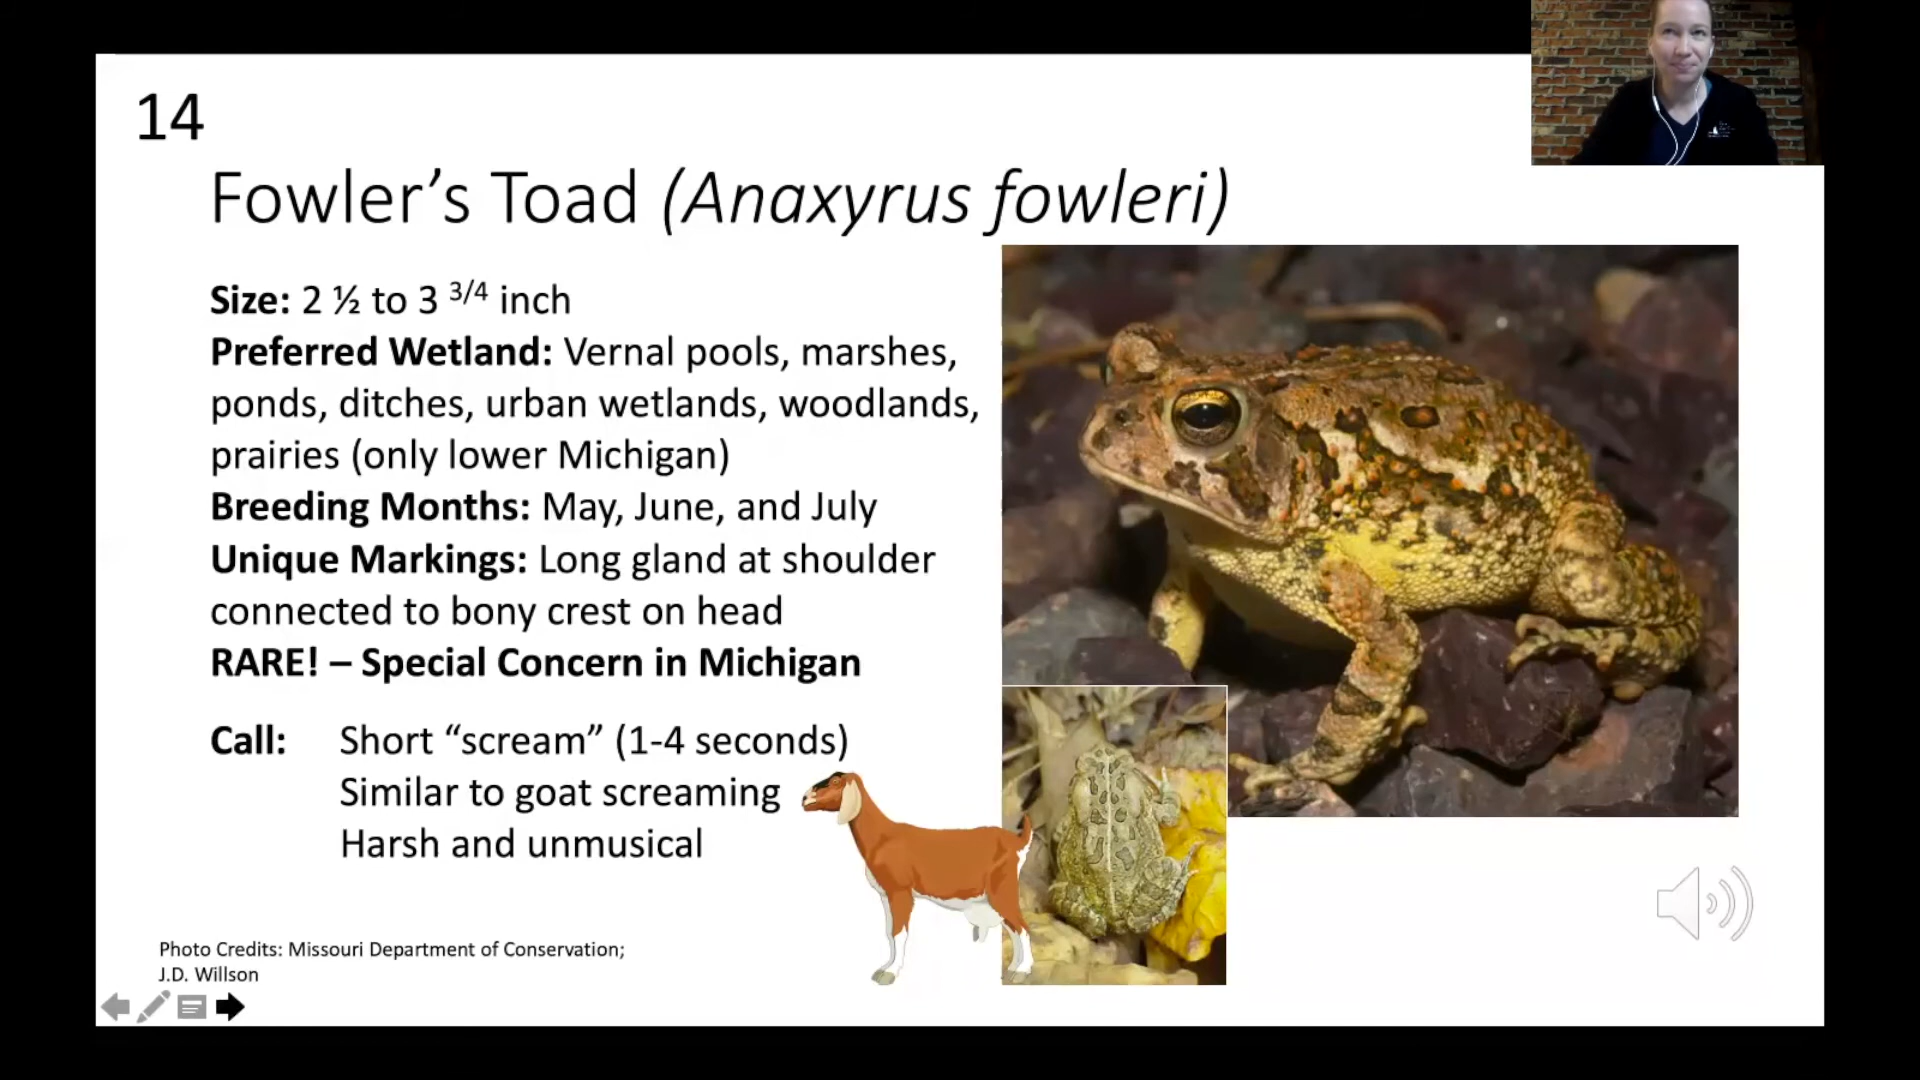 14
Fowler’s Toad (Anaxyrus fowleri)
Size: 2 ½ to 3 3/4 inch
Preferred Wetland: Vernal pools, marshes,
ponds, ditches, urban wetlands, woodlands,
prairies (only lower Michigan)
Breeding Months: May, June, and July
Unique Markings: Long gland at shoulder
connected to bony crest on head
RARE! – Special Concern in Michigan
Call: Short “scream” (1-4 seconds)
Similar to goat screaming
Harsh and unmusical
Photo Credits: Missouri Department of Conservation;
J.D. Willson